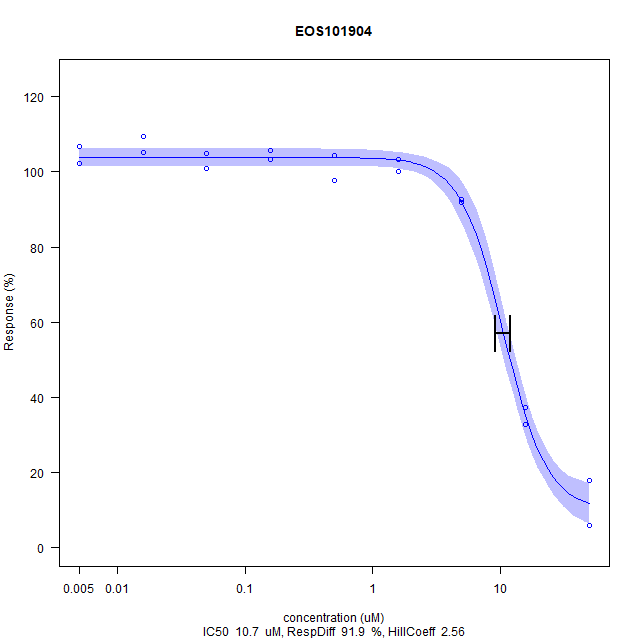 EOS101904
120
100
80
60
40
20
0
Response (%)
0.005 0.01 0.1 1 10
concentration (uM)
IC50 10.7 uM, RespDiff 91.9 %, HillCoeff 2.56